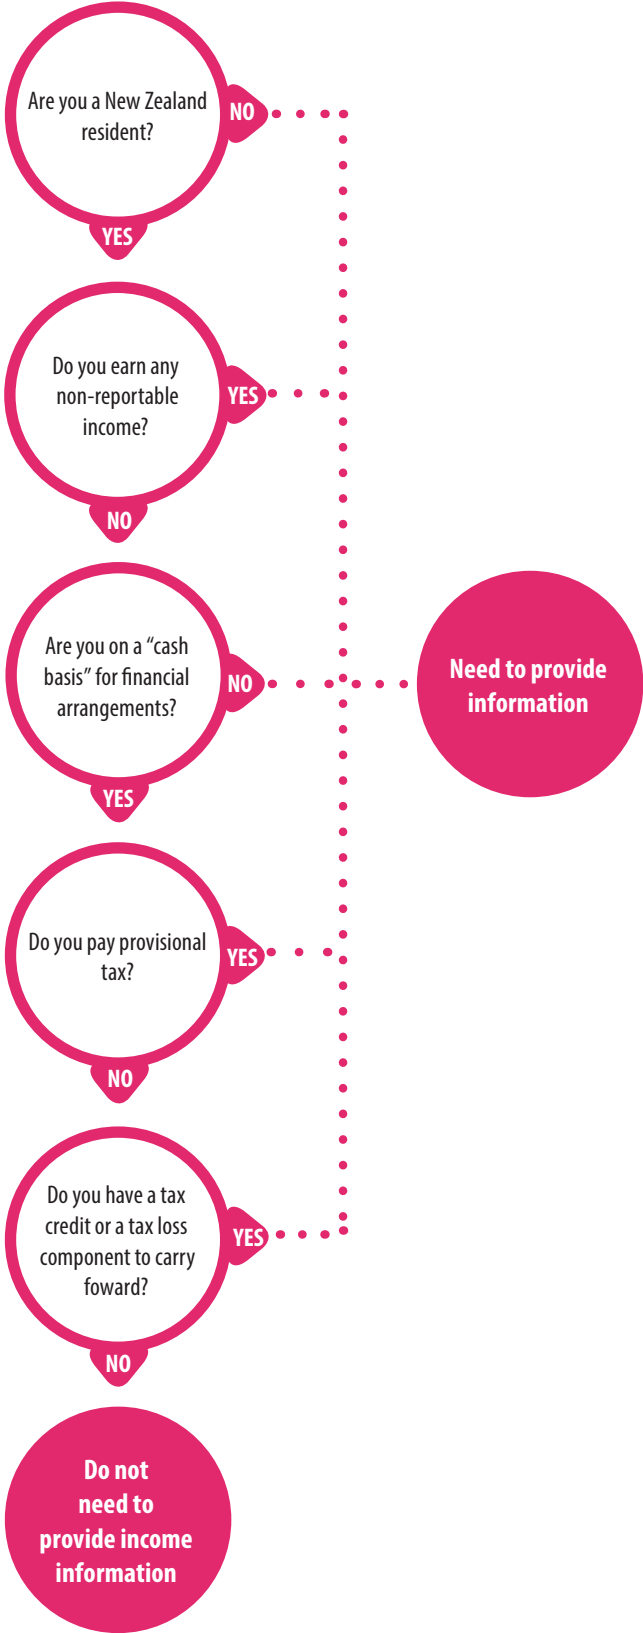 Are you a New Zealand
resident?
NO
YES
Do you earn any
non-reportable
income?
YES
NO
Are you on a “cash
basis” for financial
arrangements?
NO
YES
Need to provide
information
Do you pay provisional
tax?
YES
NO
Do you have a tax
credit or a tax loss
component to carry
foward?
YES
NO
Do not
need to
provide income
information